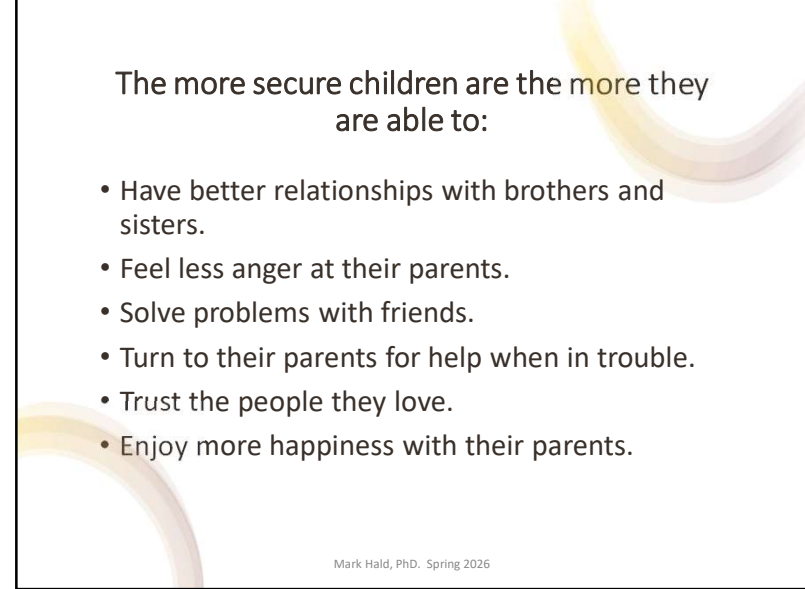 The more secure children are the more they
are able to:
• Have better relationships with brothers and
sisters.
• Feel less anger at their parents.
• Solve problems with friends.
• Turn to their parents for help when in trouble.
• Trust the people they love.
• Enjoy more happiness with their parents.
Mark Hald, PhD.  Spring 2026